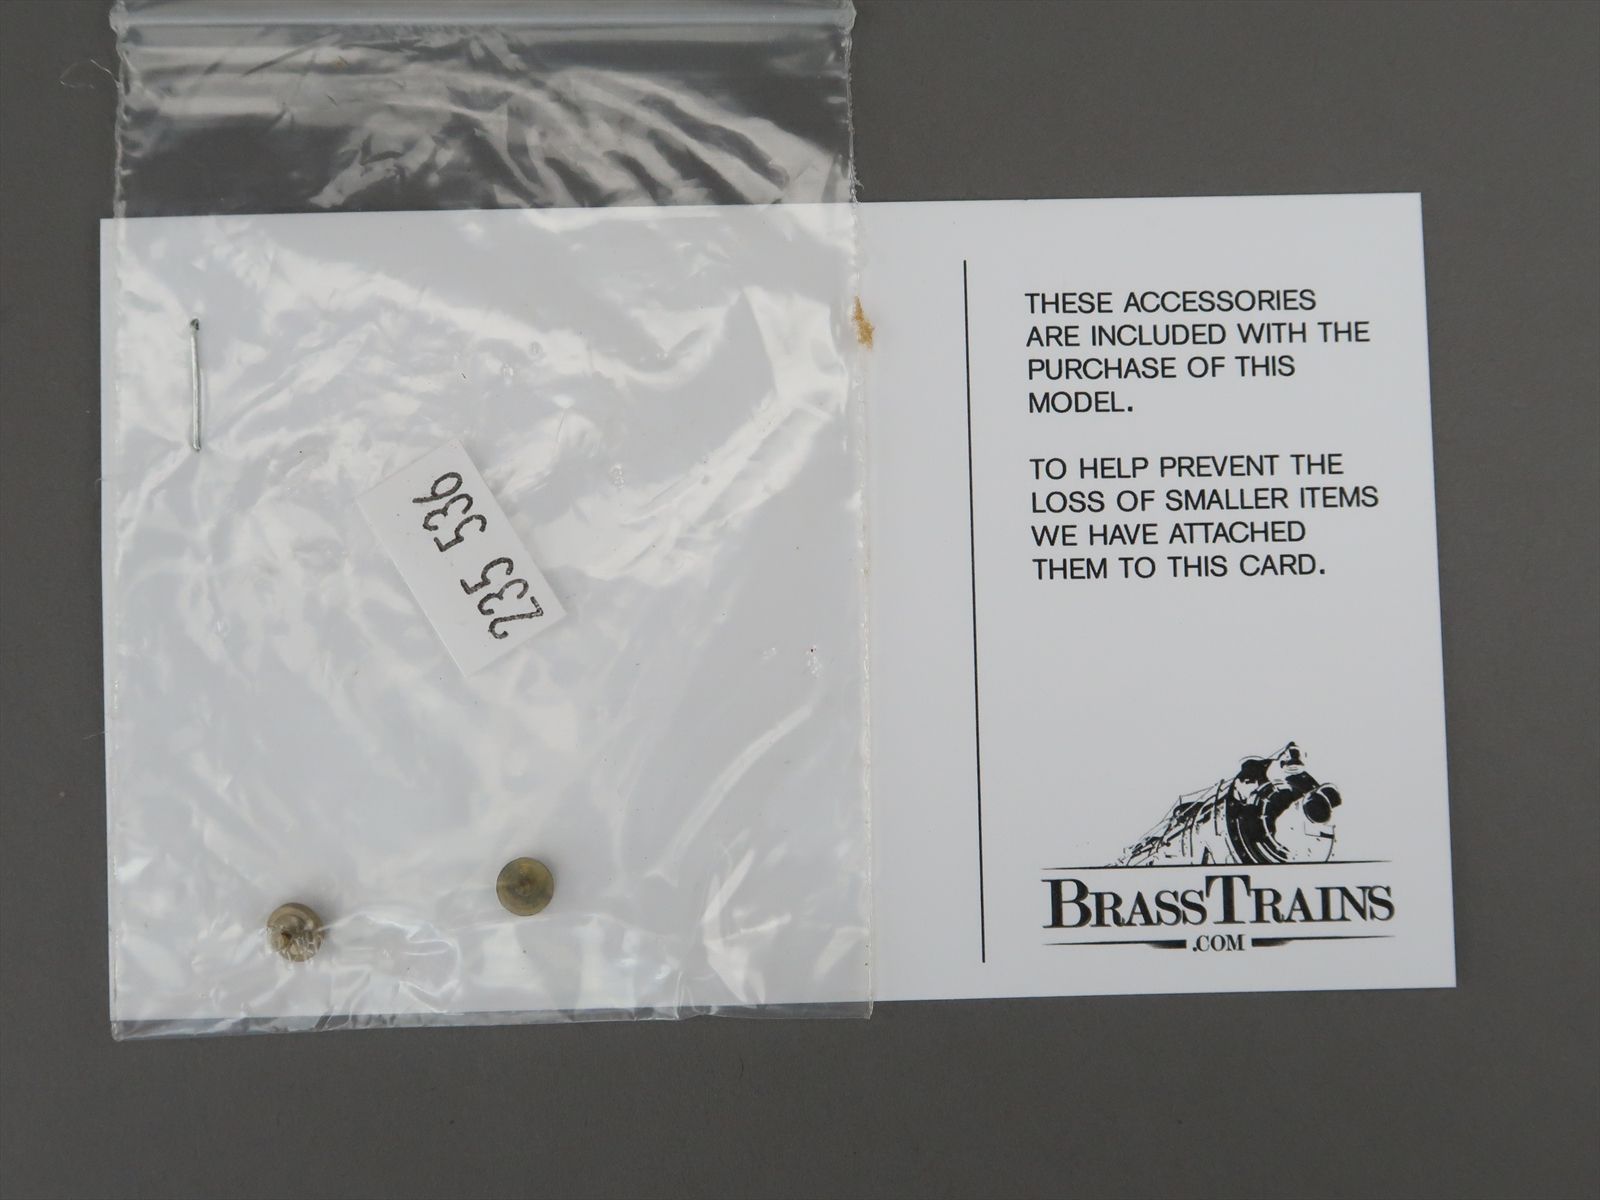 235 536
THESE ACCESSORIES
ARE INCLUDED WITH THE
PURCHASE OF THIS
MODEL.
TO HELP PREVENT THE
LOSS OF SMALLER ITEMS
WE HAVE ATTACHED
THEM TO THIS CARD.
BRASSTRAINS
.COM